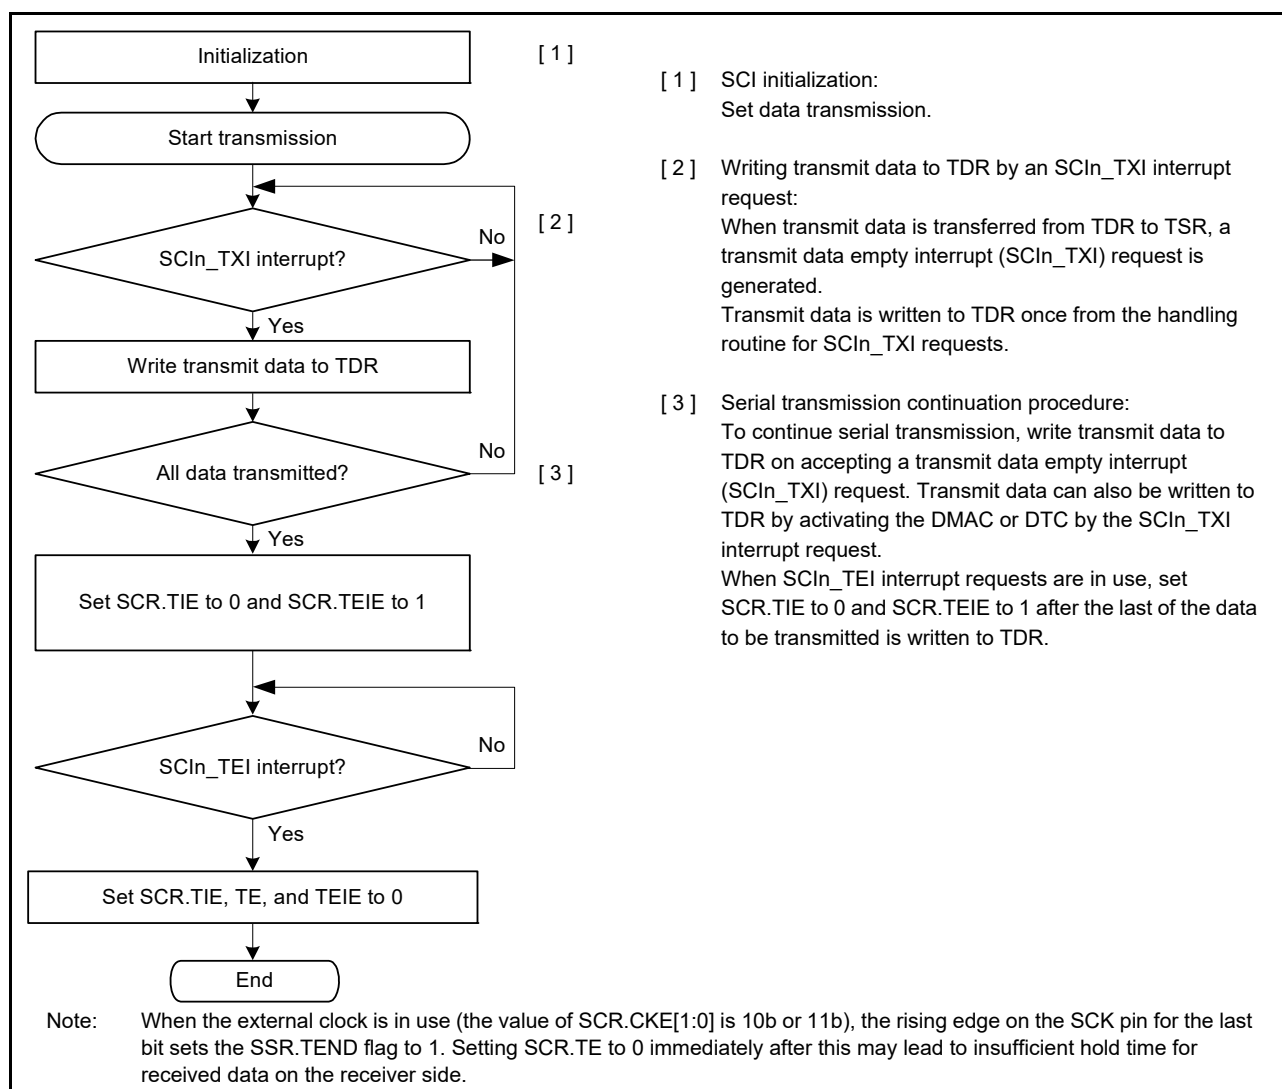 Initialization
[ 1 ]
Start transmission
[ 2 ]
SCIn_TXI interrupt?
No
Yes
Write transmit data to TDR
All data transmitted?
No
[ 3 ]
Yes
Set SCR.TIE to 0 and SCR.TEIE to 1
SCIn_TEI interrupt?
No
Yes
Set SCR.TIE, TE, and TEIE to 0
End
[ 1 ] SCI initialization:
Set data transmission.
[ 2 ] Writing transmit data to TDR by an SCIn_TXI interrupt
request:
When transmit data is transferred from TDR to TSR, a
transmit data empty interrupt (SCIn_TXI) request is
generated.
Transmit data is written to TDR once from the handling
routine for SCIn_TXI requests.
[ 3 ] Serial transmission continuation procedure:
To continue serial transmission, write transmit data to
TDR on accepting a transmit data empty interrupt
(SCIn_TXI) request. Transmit data can also be written to
TDR by activating the DMAC or DTC by the SCIn_TXI
interrupt request.
When SCIn_TEI interrupt requests are in use, set
SCR.TIE to 0 and SCR.TEIE to 1 after the last of the data
to be transmitted is written to TDR.
Note: When the external clock is in use (the value of SCR.CKE[1:0] is 10b or 11b), the rising edge on the SCK pin for the last
bit sets the SSR.TEND flag to 1. Setting SCR.TE to 0 immediately after this may lead to insufficient hold time for
received data on the receiver side.